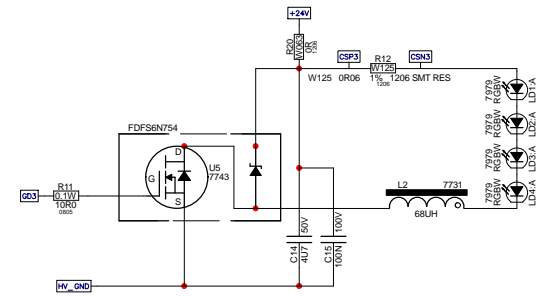 +24V
R20
W063
0R
1206
CSP3
R12
CSN3
W125
W125 0R06 1% 1206 SMT RES
1206
7979
RGBW
LD1:A
7979
RGBW
LD2:A
7979
RGBW
LD3:A
7979
RGBW
LD4:A
FDFS6N754
D
G
S
U5
7743
GD3
R11
0.1W
10R0
0805
L2 7731
68UH
50V
C14
4U7
100V
C15
100N
HV_GND